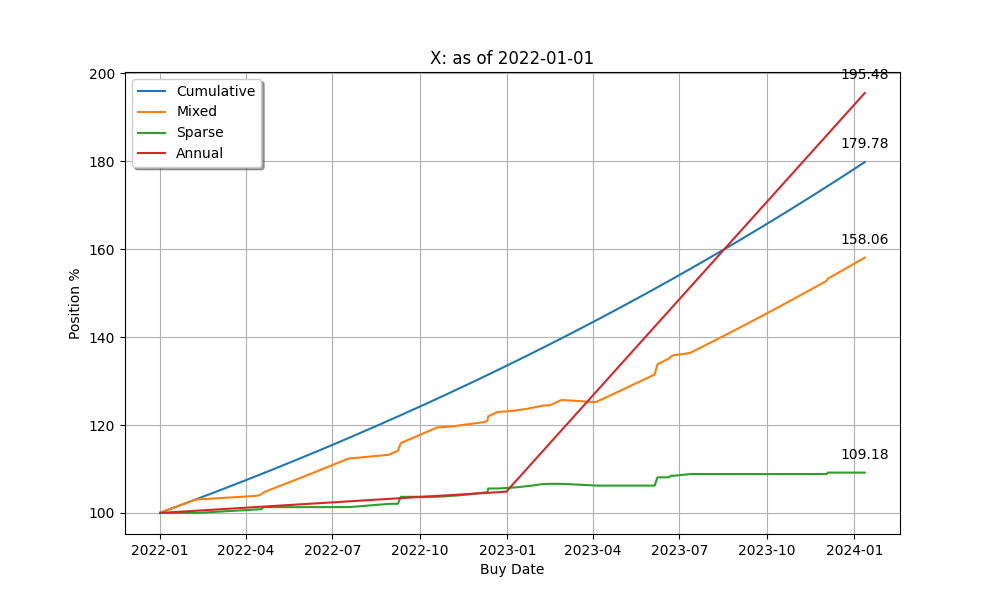 X: as of 2022-01-01
Cumulative
Mixed
Sparse
Annual
195.48
179.78
158.06
109.18
Position %
200
180
160
140
120
100
2022-01 2022-04 2022-07 2022-10 2023-01 2023-04 2023-07 2023-10 2024-01
Buy Date